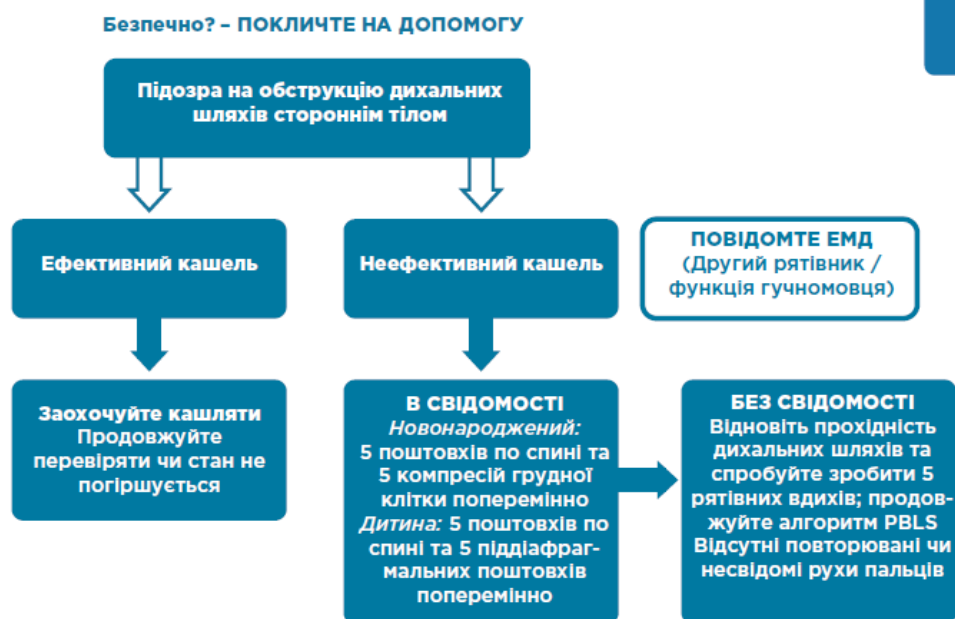 Безпечно? – ПОКЛИЧТЕ НА ДОПОМОГУ
Підозра на обструкцію дихальних
шляхів стороннім тілом
Ефективний кашель
Неефективний кашель
ПОВІДОМТЕ ЕМД
(Другий рятівник /
функція гучномовця)
Заохочуйте кашляти
Продовжуйте
перевіряти чи стан не
погіршується
В СВІДОМОСТІ
Новонароджений:
5 поштовхів по спині та
5 компресій грудної
клітки поперемінно
Дитина: 5 поштовхів по
спині та 5 піддіафраг-
мальних поштовхів
поперемінно
БЕЗ СВІДОМОСТІ
Відновіть прохідність
дихальних шляхів та
спробуйте зробити 5
рятівних вдихів; продов-
жуйте алгоритм PBLS
Відсутні повторювані чи
несвідомі рухи пальців